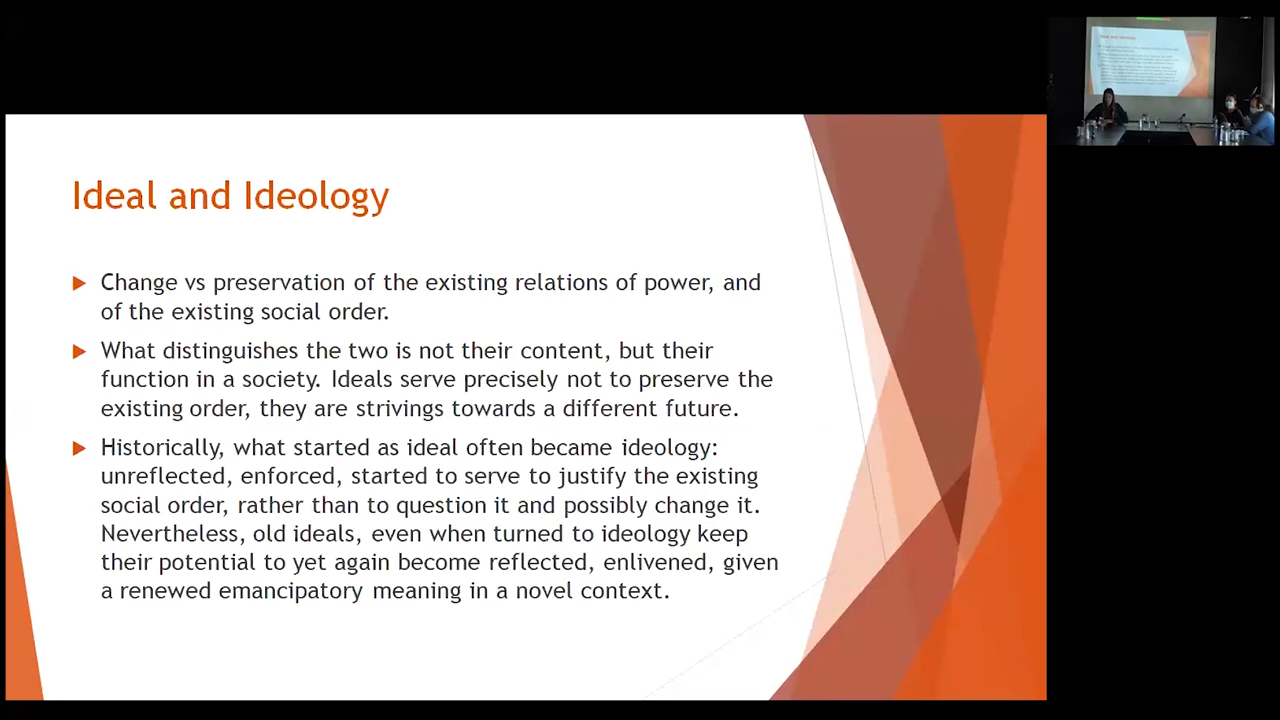 Ideal and Ideology
Change vs preservation of the existing relations of power, and
of the existing social order.
What distinguishes the two is not their content, but their
function in a society. Ideals serve precisely not to preserve the
existing order, they are strivings towards a different future.
Historically, what started as ideal often became ideology:
unreflected, enforced, started to serve to justify the existing
social order, rather than to question it and possibly change it.
Nevertheless, old ideals, even when turned to ideology keep
their potential to yet again become reflected, enlivened, given
a renewed emancipatory meaning in a novel context.